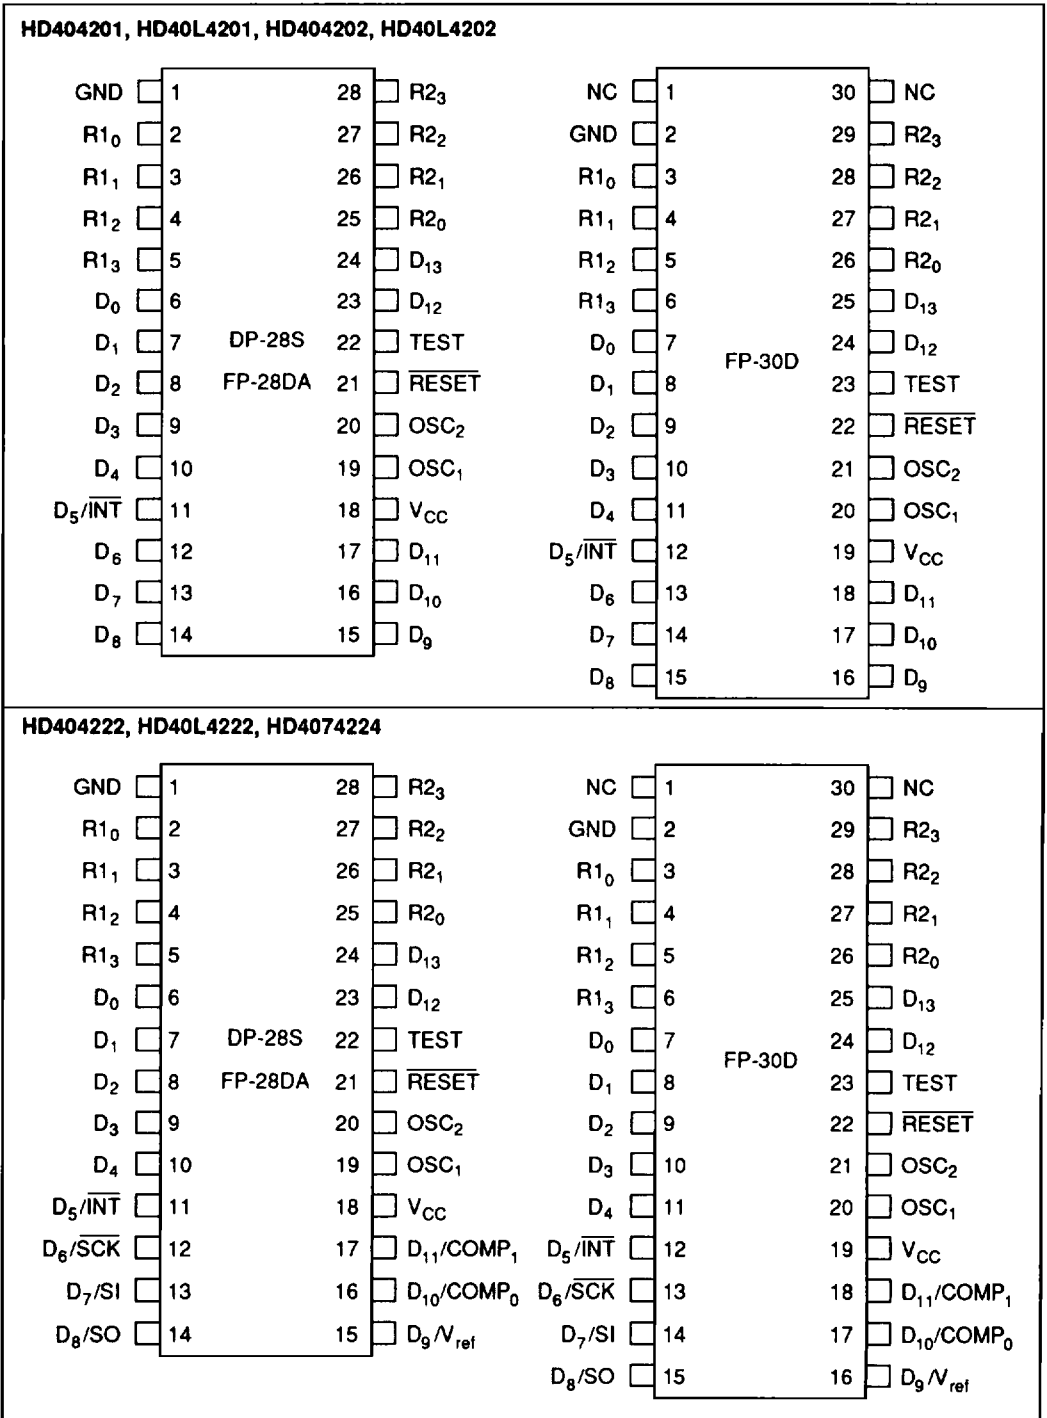 HD404201, HD40L4201, HD404202, HD40L4202
GND 1 28 R2₃
R1₀ 2 27 R2₂
R1₁ 3 26 R2₁
R1₂ 4 25 R2₀
R1₃ 5 24 D₁₃
D₀ 6 23 D₁₂
D₁ 7 DP-28S 22 TEST
D₂ 8 FP-28DA 21 R̅E̅S̅E̅T̅
D₃ 9 20 OSC₂
D₄ 10 19 OSC₁
D₅/I̅N̅T̅ 11 18 V_CC
D₆ 12 17 D₁₁
D₇ 13 16 D₁₀
D₈ 14 15 D₉
NC 1 30 NC
GND 2 29 R2₃
R1₀ 3 28 R2₂
R1₁ 4 27 R2₁
R1₂ 5 26 R2₀
R1₃ 6 25 D₁₃
D₀ 7 24 D₁₂
FP-30D
D₁ 8 23 TEST
D₂ 9 22 R̅E̅S̅E̅T̅
D₃ 10 21 OSC₂
D₄ 11 20 OSC₁
D₅/I̅N̅T̅ 12 19 V_CC
D₆ 13 18 D₁₁
D₇ 14 17 D₁₀
D₈ 15 16 D₉
HD404222, HD40L4222, HD4074224
GND 1 28 R2₃
R1₀ 2 27 R2₂
R1₁ 3 26 R2₁
R1₂ 4 25 R2₀
R1₃ 5 24 D₁₃
D₀ 6 23 D₁₂
D₁ 7 DP-28S 22 TEST
D₂ 8 FP-28DA 21 R̅E̅S̅E̅T̅
D₃ 9 20 OSC₂
D₄ 10 19 OSC₁
D₅/I̅N̅T̅ 11 18 V_CC
D₆/S̅C̅K̅ 12 17 D₁₁/COMP₁
D₇/SI 13 16 D₁₀/COMP₀
D₈/SO 14 15 D₉/V_ref
NC 1 30 NC
GND 2 29 R2₃
R1₀ 3 28 R2₂
R1₁ 4 27 R2₁
R1₂ 5 26 R2₀
R1₃ 6 25 D₁₃
D₀ 7 24 D₁₂
FP-30D
D₁ 8 23 TEST
D₂ 9 22 R̅E̅S̅E̅T̅
D₃ 10 21 OSC₂
D₄ 11 20 OSC₁
D₅/I̅N̅T̅ 12 19 V_CC
D₆/S̅C̅K̅ 13 18 D₁₁/COMP₁
D₇/SI 14 17 D₁₀/COMP₀
D₈/SO 15 16 D₉/V_ref